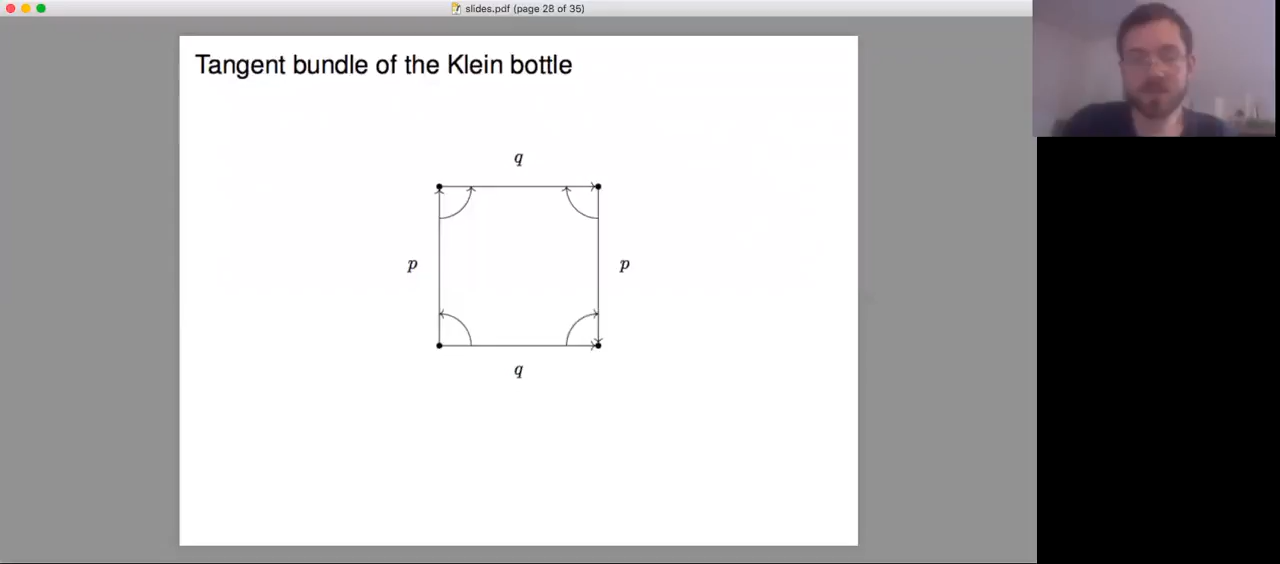 slides.pdf (page 28 of 35)
Tangent bundle of the Klein bottle
q
p
p
q